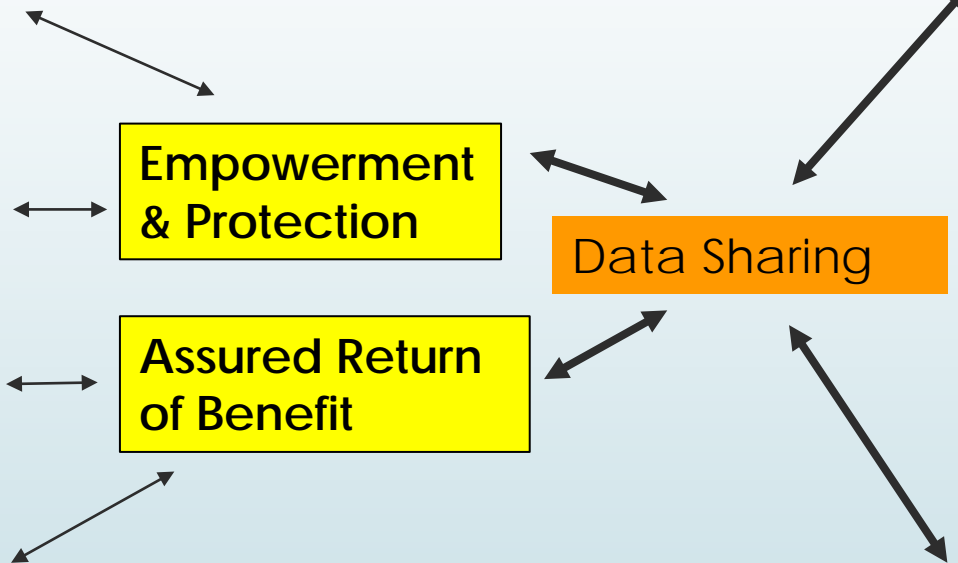 Empowerment
& Protection
Data Sharing
Assured Return
of Benefit